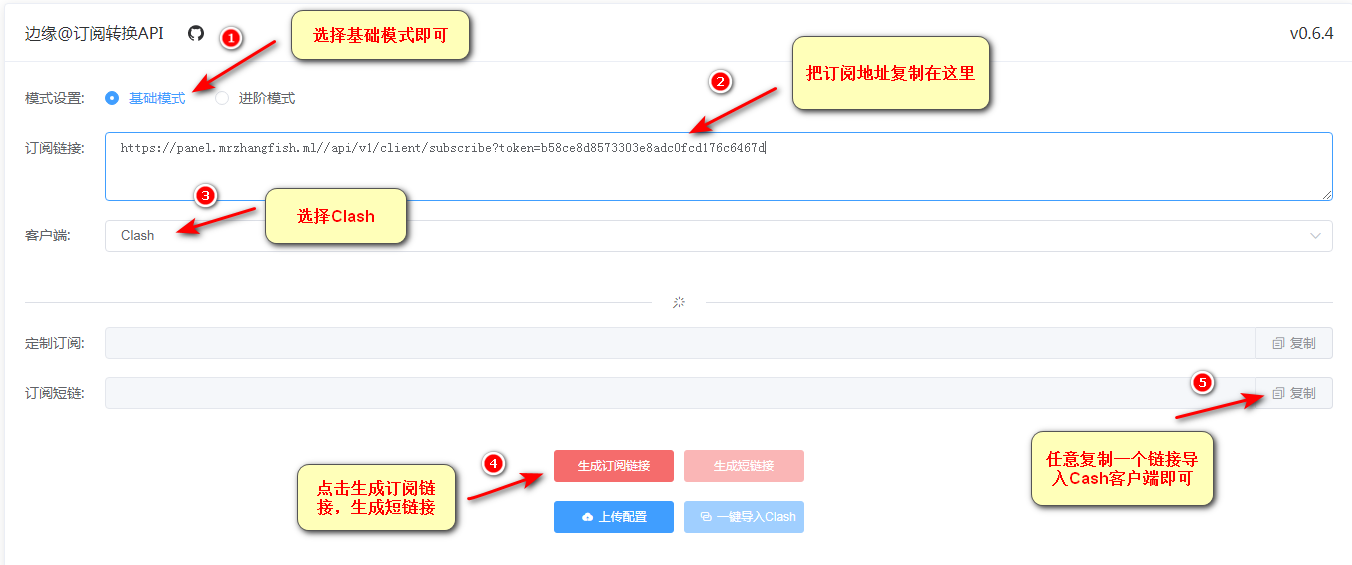 边缘@订阅转换API
1
选择基础模式即可
v0.6.4
模式设置:
基础模式
进阶模式
2
把订阅地址复制在这里
订阅链接:
https://panel.mrzhangfish.ml//api/v1/client/subscribe?token=b58ce8d8573303e8adc0fcd176c6467d
3
选择Clash
客户端:
Clash
定制订阅:
复制
订阅短链:
5
复制
4
点击生成订阅链
接，生成短链接
生成订阅链接
生成短链接
上传配置
一键导入Clash
任意复制一个链接导
入Cash客户端即可